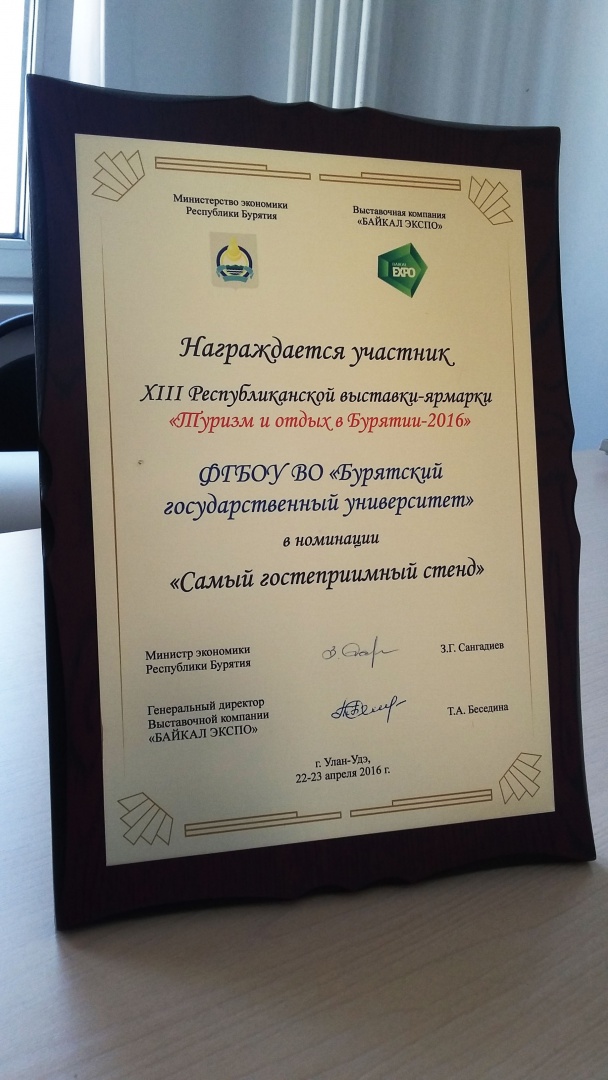 Министерство экономики
Республики Бурятия
Выставочная компания
«БАЙКАЛ ЭКСПО»
EXPO
Награждается участник
XIII Республиканской выставки-ярмарки
«Туризм и отдых в Бурятии-2016»
ФГБОУ ВО «Бурятский
государственный университет»
в номинации
«Самый гостеприимный стенд»
Министр экономики
Республики Бурятия
З.Г. Сангадиев
Генеральный директор
Выставочной компании
«БАЙКАЛ ЭКСПО»
Т.А. Беседина
г. Улан-Удэ,
22-23 апреля 2016 г.